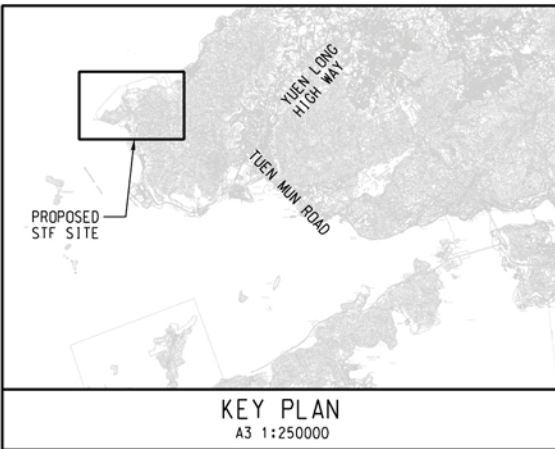 YUEN LONG
HIGH WAY
TUEN MUN ROAD
PROPOSED
STF SITE
KEY PLAN
A3 1:250000